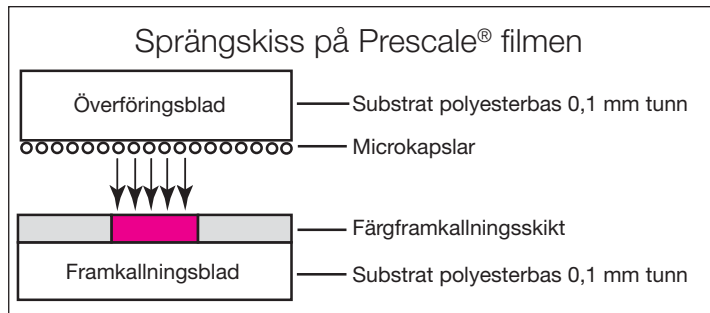 Sprängskiss på Prescale® filmen
Överföringsblad
Substrat polyesterbas 0,1 mm tunn
Microkapslar
Färgframkallningsskikt
Framkallningsblad
Substrat polyesterbas 0,1 mm tunn